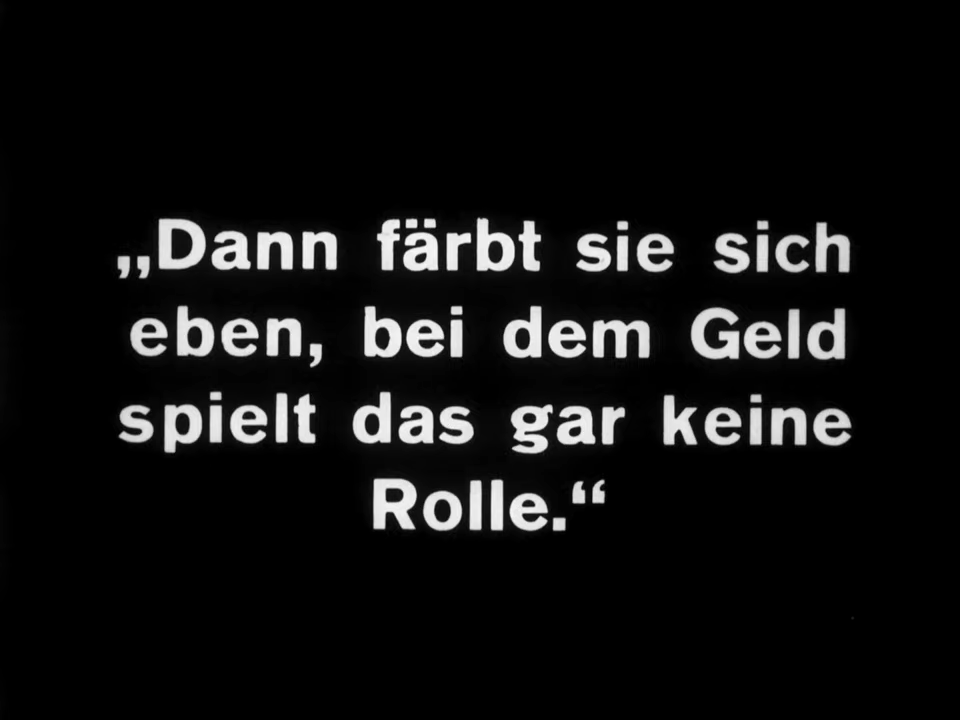 „Dann färbt sie sich
eben, bei dem Geld
spielt das gar keine
Rolle.“